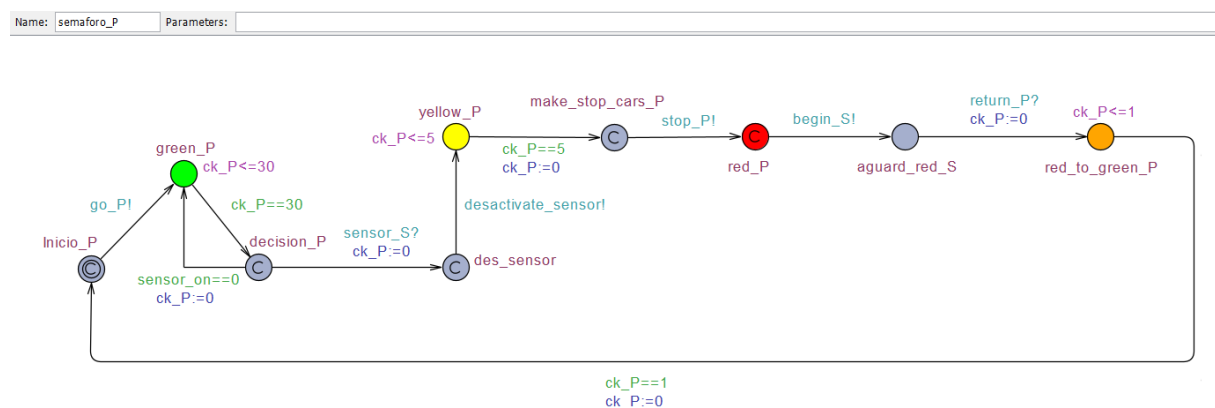 Name: semaforo_P Parameters:
make_stop_cars_P
return_P?
yellow_P
stop_P!
begin_S!
ck_P:=0
ck_P<=1
ck_P<=5
green_P
ck_P==5
ck_P<=30
ck_P:=0
red_P
aguard_red_S
red_to_green_P
go_P!
ck_P==30
desactivate_sensor!
Inicio_P
decision_P
sensor_S?
ck_P:=0
des_sensor
sensor_on==0
ck_P:=0
ck_P==1
ck_P:=0
C
C
C
C
C